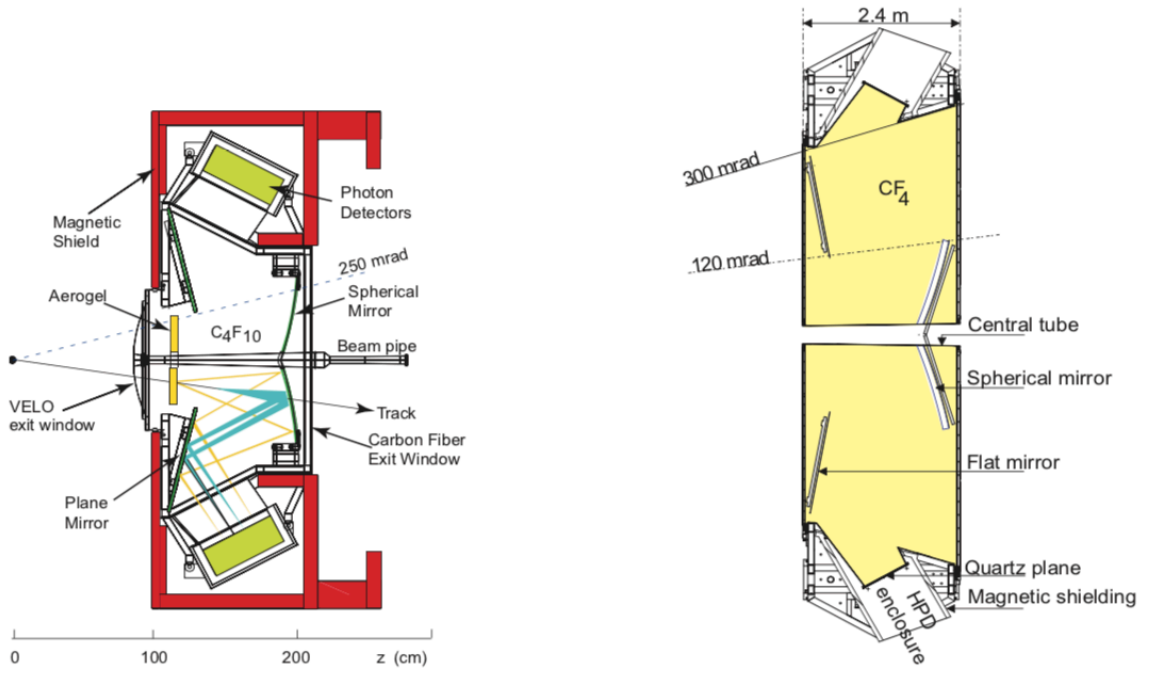 Magnetic
Shield
Photon
Detectors
250 mrad
Aerogel
Spherical
Mirror
C4F10
Beam pipe
VELO
exit window
Track
Carbon Fiber
Exit Window
Plane
Mirror
0
100
200
z (cm)
2.4 m
300 mrad
CF4
120 mrad
Central tube
Spherical mirror
Flat mirror
Quartz plane
Magnetic shielding
HPD
enclosure